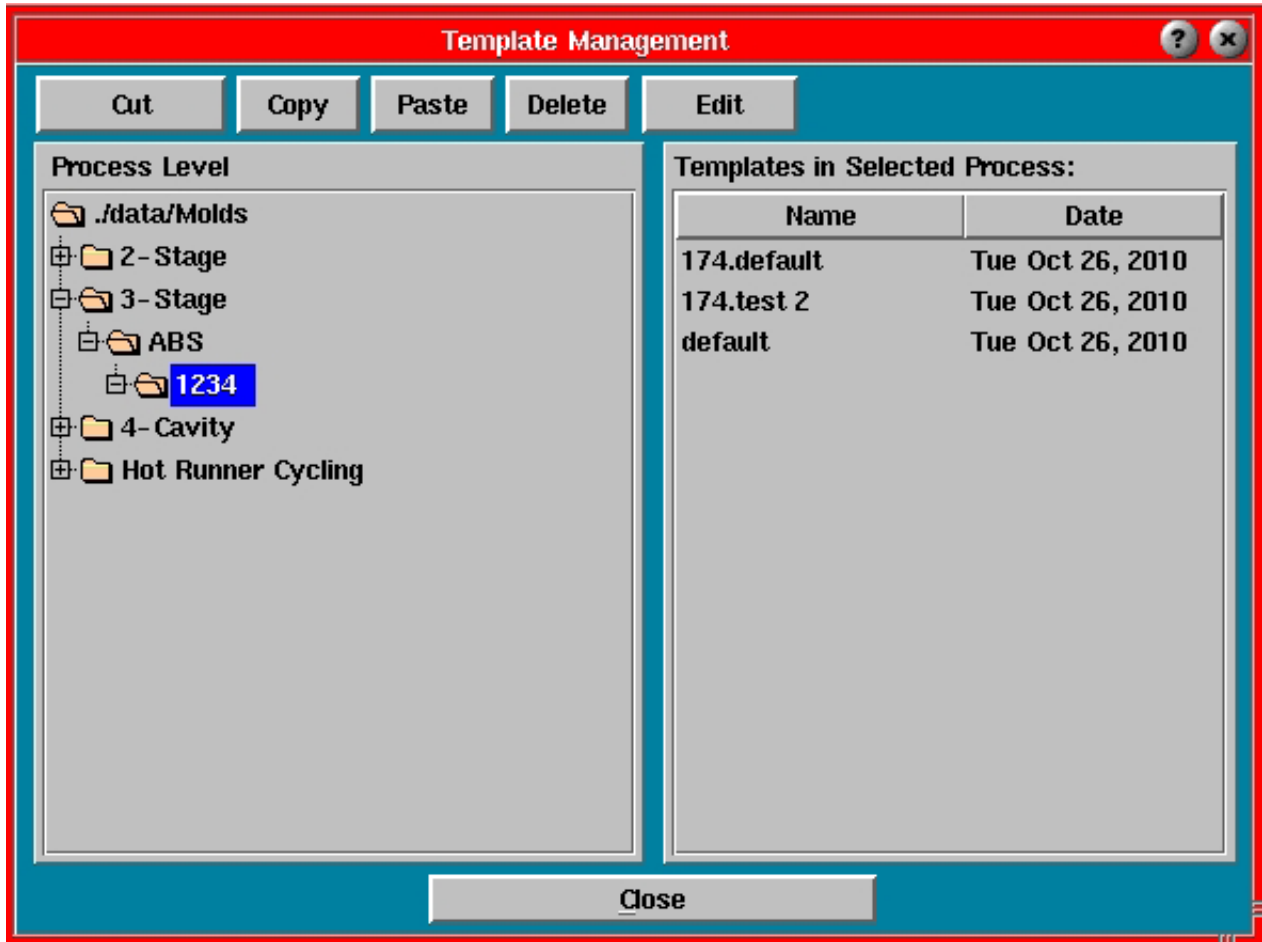 Template Management
Cut Copy Paste Delete Edit
Process Level
./data/Molds
2-Stage
3-Stage
ABS
1234
4-Cavity
Hot Runner Cycling
Templates in Selected Process:
Name Date
174.default Tue Oct 26, 2010
174.test 2 Tue Oct 26, 2010
default Tue Oct 26, 2010
Close